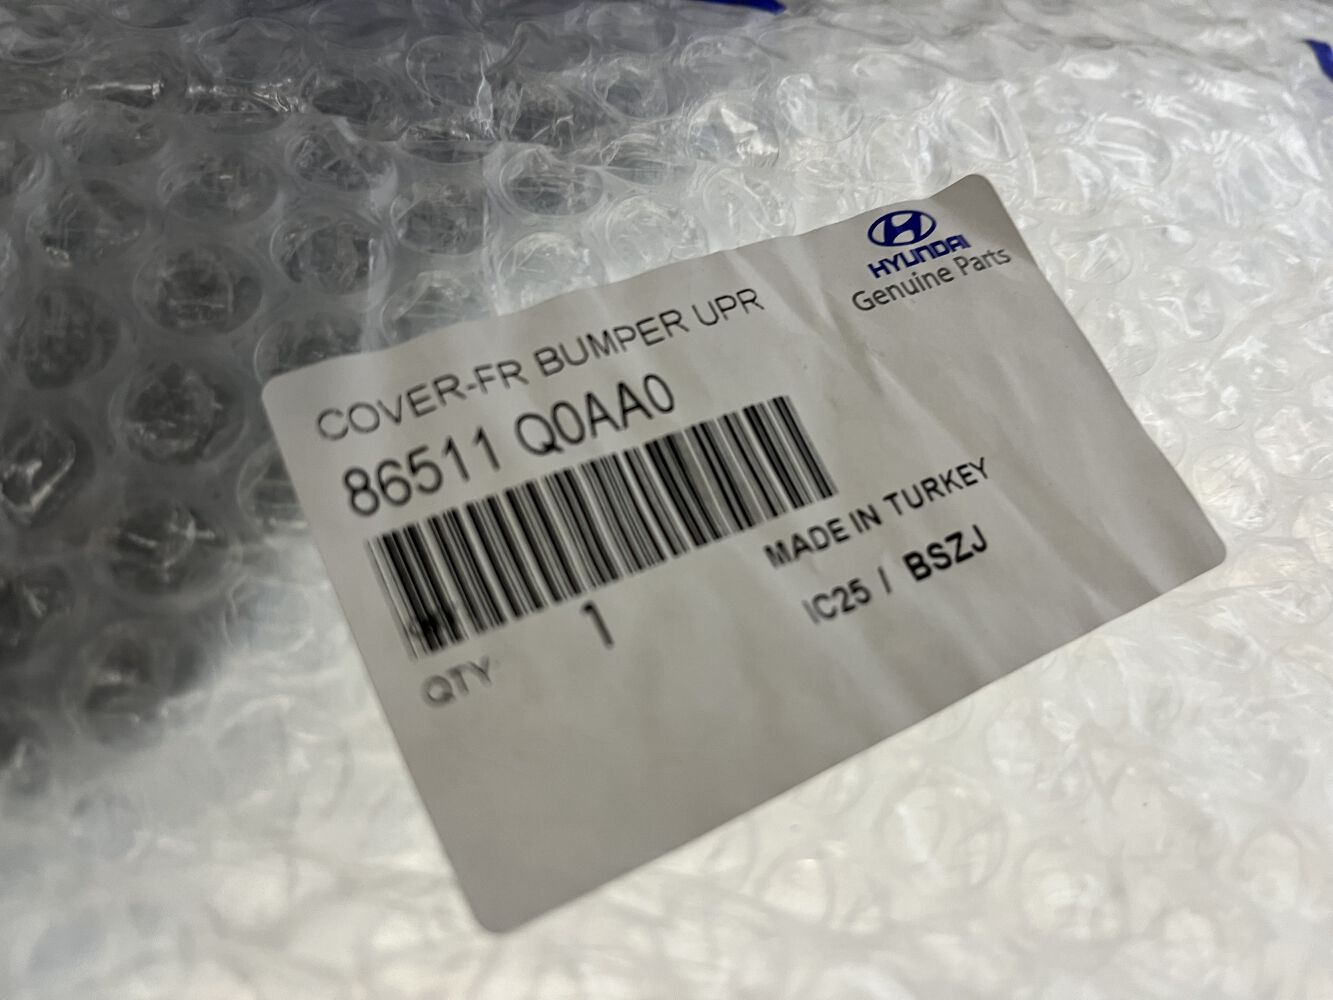 HYUNDAI
Genuine Parts
COVER-FR BUMPER UPR
86511 Q0AA0
MADE IN TURKEY
IC25 / BSZJ
QTY 1